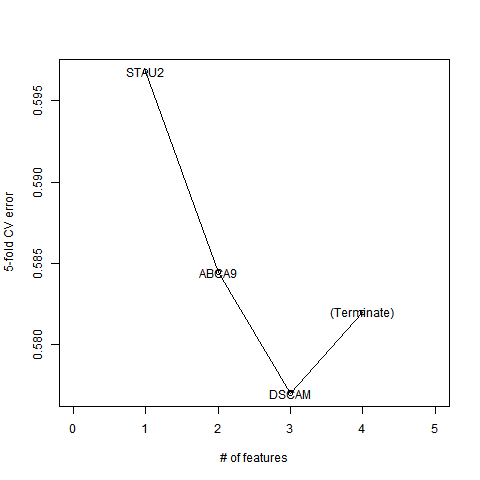 STAU2
ABCA9
DSCAM
(Terminate)
0.595
0.590
0.585
0.580
5-fold CV error
0 1 2 3 4 5
# of features